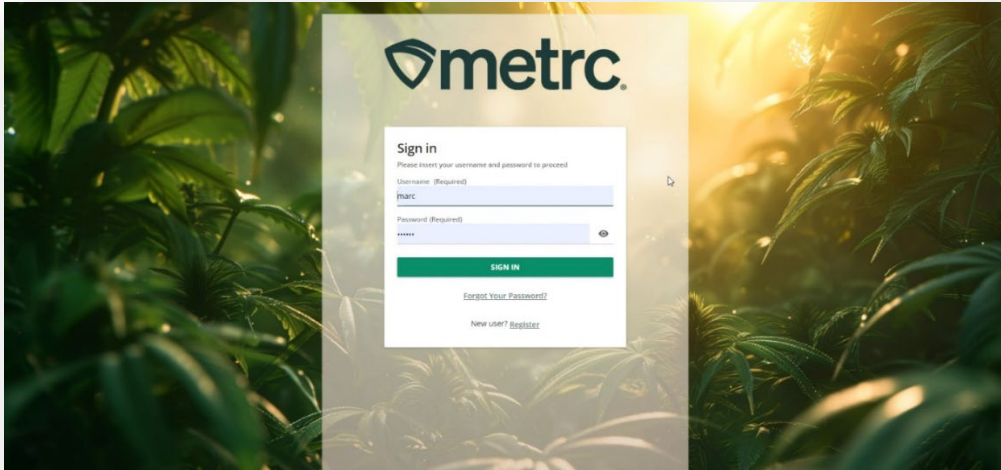 metrc.
Sign in
Please insert your username and password to proceed
Username (Required)
marc
Password (Required)
••••••
SIGN IN
Forgot Your Password?
New user? Register